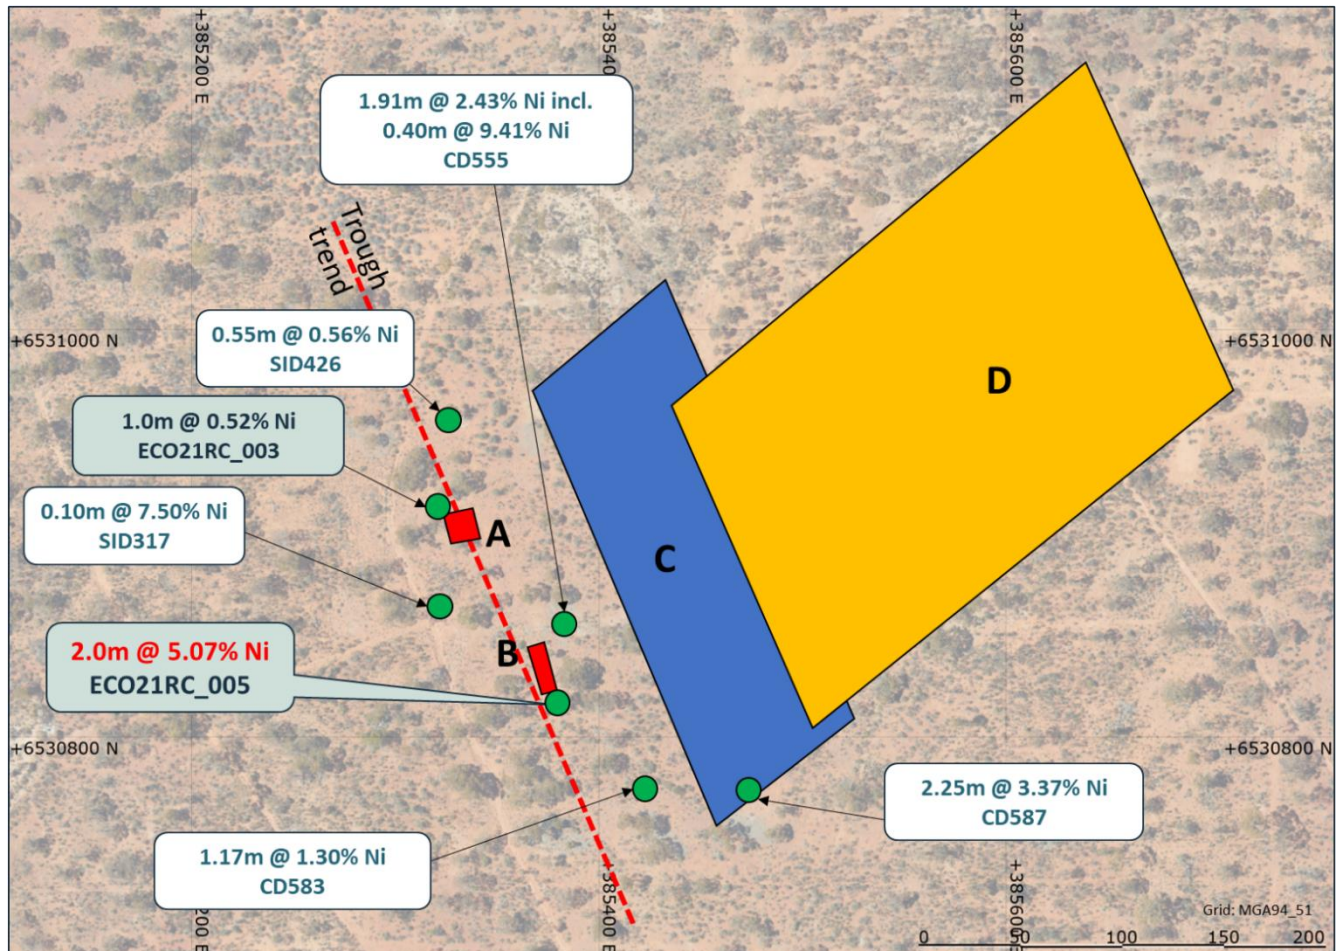 +385200 E
+385400 E
+385600 E
1.91m @ 2.43% Ni incl.
0.40m @ 9.41% Ni
CD555
Trough
trend
+6531000 N
+6531000 N
0.55m @ 0.56% Ni
SID426
D
1.0m @ 0.52% Ni
ECO21RC_003
0.10m @ 7.50% Ni
SID317
A
C
2.0m @ 5.07% Ni
ECO21RC_005
B
+6530800 N
+6530800 N
2.25m @ 3.37% Ni
CD587
1.17m @ 1.30% Ni
CD583
+385400 E
+385600 E
Grid: MGA94_51
0 50 100 150 200